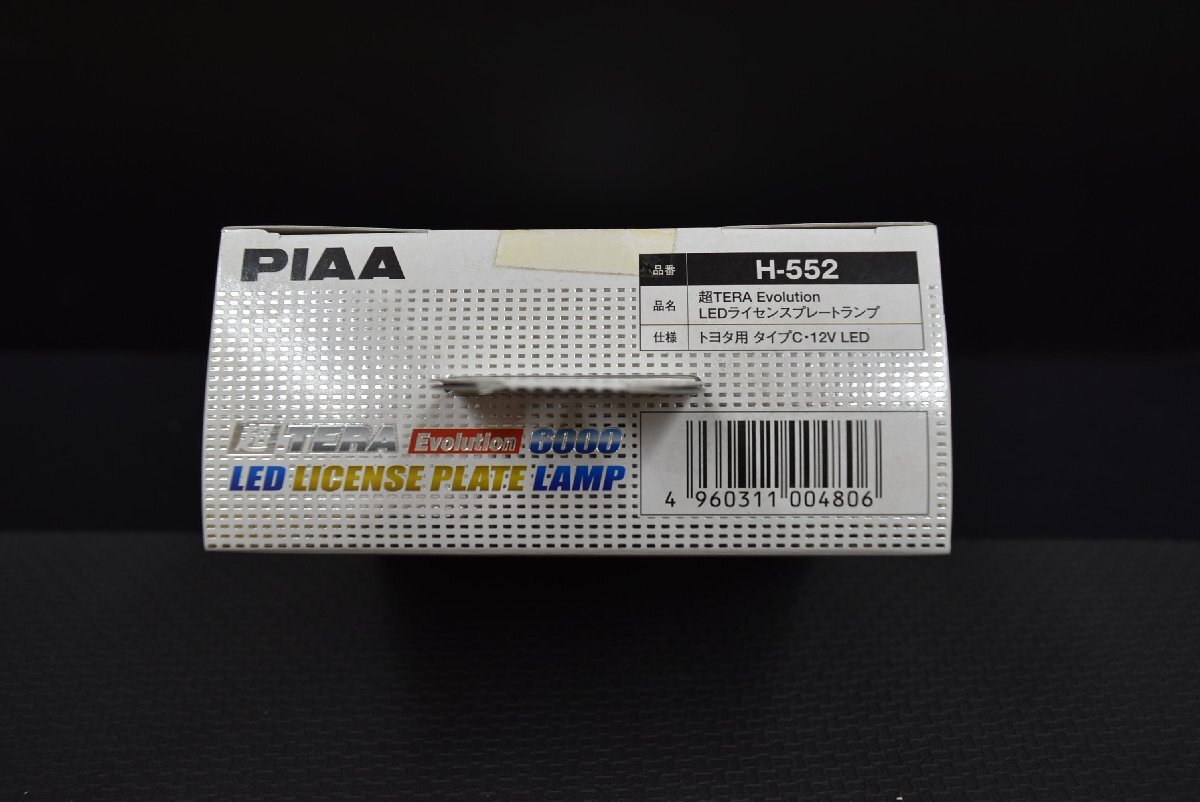 PIAA
品番 H-552
品名 超TERA Evolution
LEDライセンスプレートランプ
仕様 トヨタ用 タイプC・12V LED
超TERA Evolution 6000
LED LICENSE PLATE LAMP
4 960311 004806